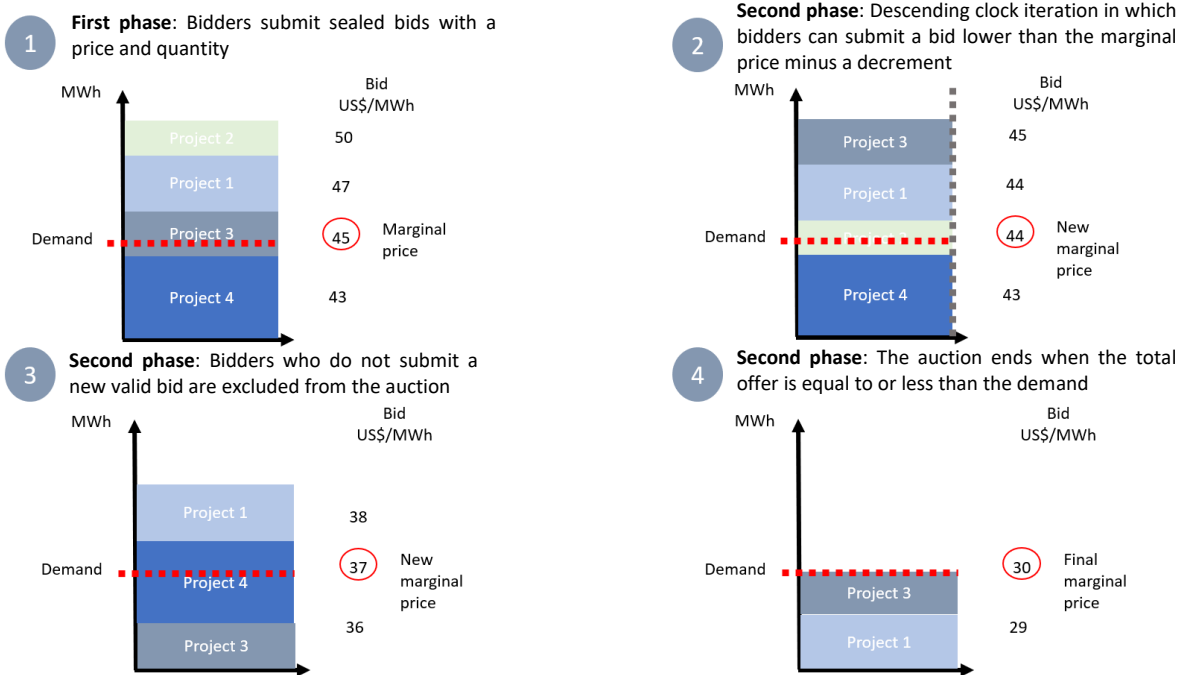 1
First phase: Bidders submit sealed bids with a
price and quantity
MWh
Bid
US$/MWh
Project 2
50
Project 1
47
Project 3
45
Marginal
price
Demand
Project 4
43
2
Second phase: Descending clock iteration in which
bidders can submit a bid lower than the marginal
price minus a decrement
MWh
Bid
US$/MWh
Project 3
45
Project 1
44
44
New
marginal
price
Demand
Project 4
43
3
Second phase: Bidders who do not submit a
new valid bid are excluded from the auction
MWh
Bid
US$/MWh
Project 1
38
Demand
Project 4
37
New
marginal
price
Project 3
36
4
Second phase: The auction ends when the total
offer is equal to or less than the demand
MWh
Bid
US$/MWh
Demand
30
Final
marginal
price
Project 3
Project 1
29